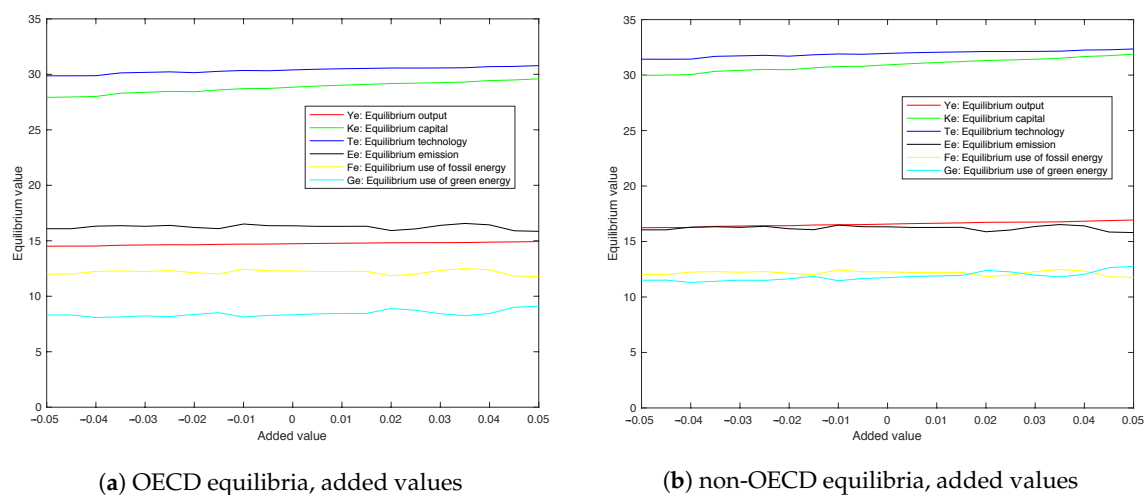 35
30
25
20
15
10
5
0
Equilibrium value
Ye: Equilibrium output
Ke: Equilibrium capital
Te: Equilibrium technology
Ee: Equilibrium emission
Fe: Equilibrium use of fossil energy
Ge: Equilibrium use of green energy
−0.05 −0.04 −0.03 −0.02 −0.01 0 0.01 0.02 0.03 0.04 0.05
Added value
(a) OECD equilibria, added values
35
30
25
20
15
10
5
0
Equilibrium value
Ye: Equilibrium output
Ke: Equilibrium capital
Te: Equilibrium technology
Ee: Equilibrium emission
Fe: Equilibrium use of fossil energy
Ge: Equilibrium use of green energy
−0.05 −0.04 −0.03 −0.02 −0.01 0 0.01 0.02 0.03 0.04 0.05
Added value
(b) non-OECD equilibria, added values